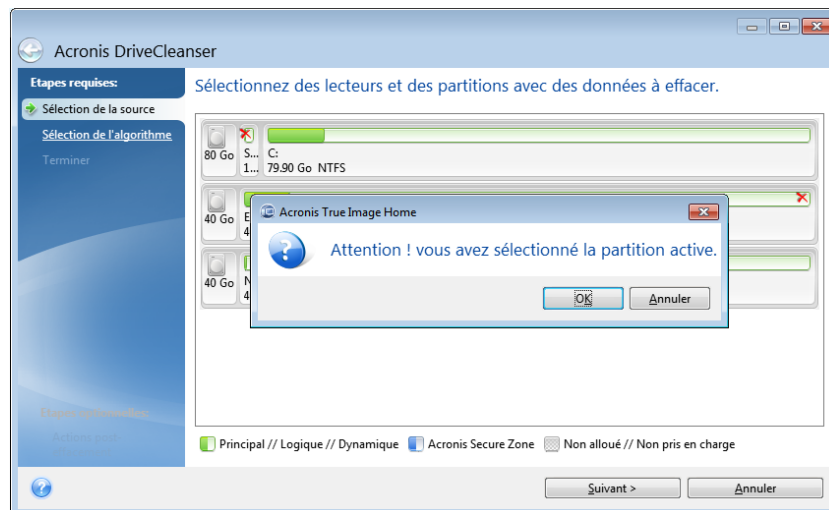 Acronis DriveCleanser
Etapes requises:
Sélection de la source
Sélection de l'algorithme
Terminer
Sélectionnez des lecteurs et des partitions avec des données à effacer.
80 Go
S... C:
1... 79.90 Go NTFS
40 Go
E
4
40 Go
N
4
Acronis True Image Home
Attention ! vous avez sélectionné la partition active.
OK
Annuler
Principal // Logique // Dynamique
Acronis Secure Zone
Non alloué // Non pris en charge
Suivant >
Annuler